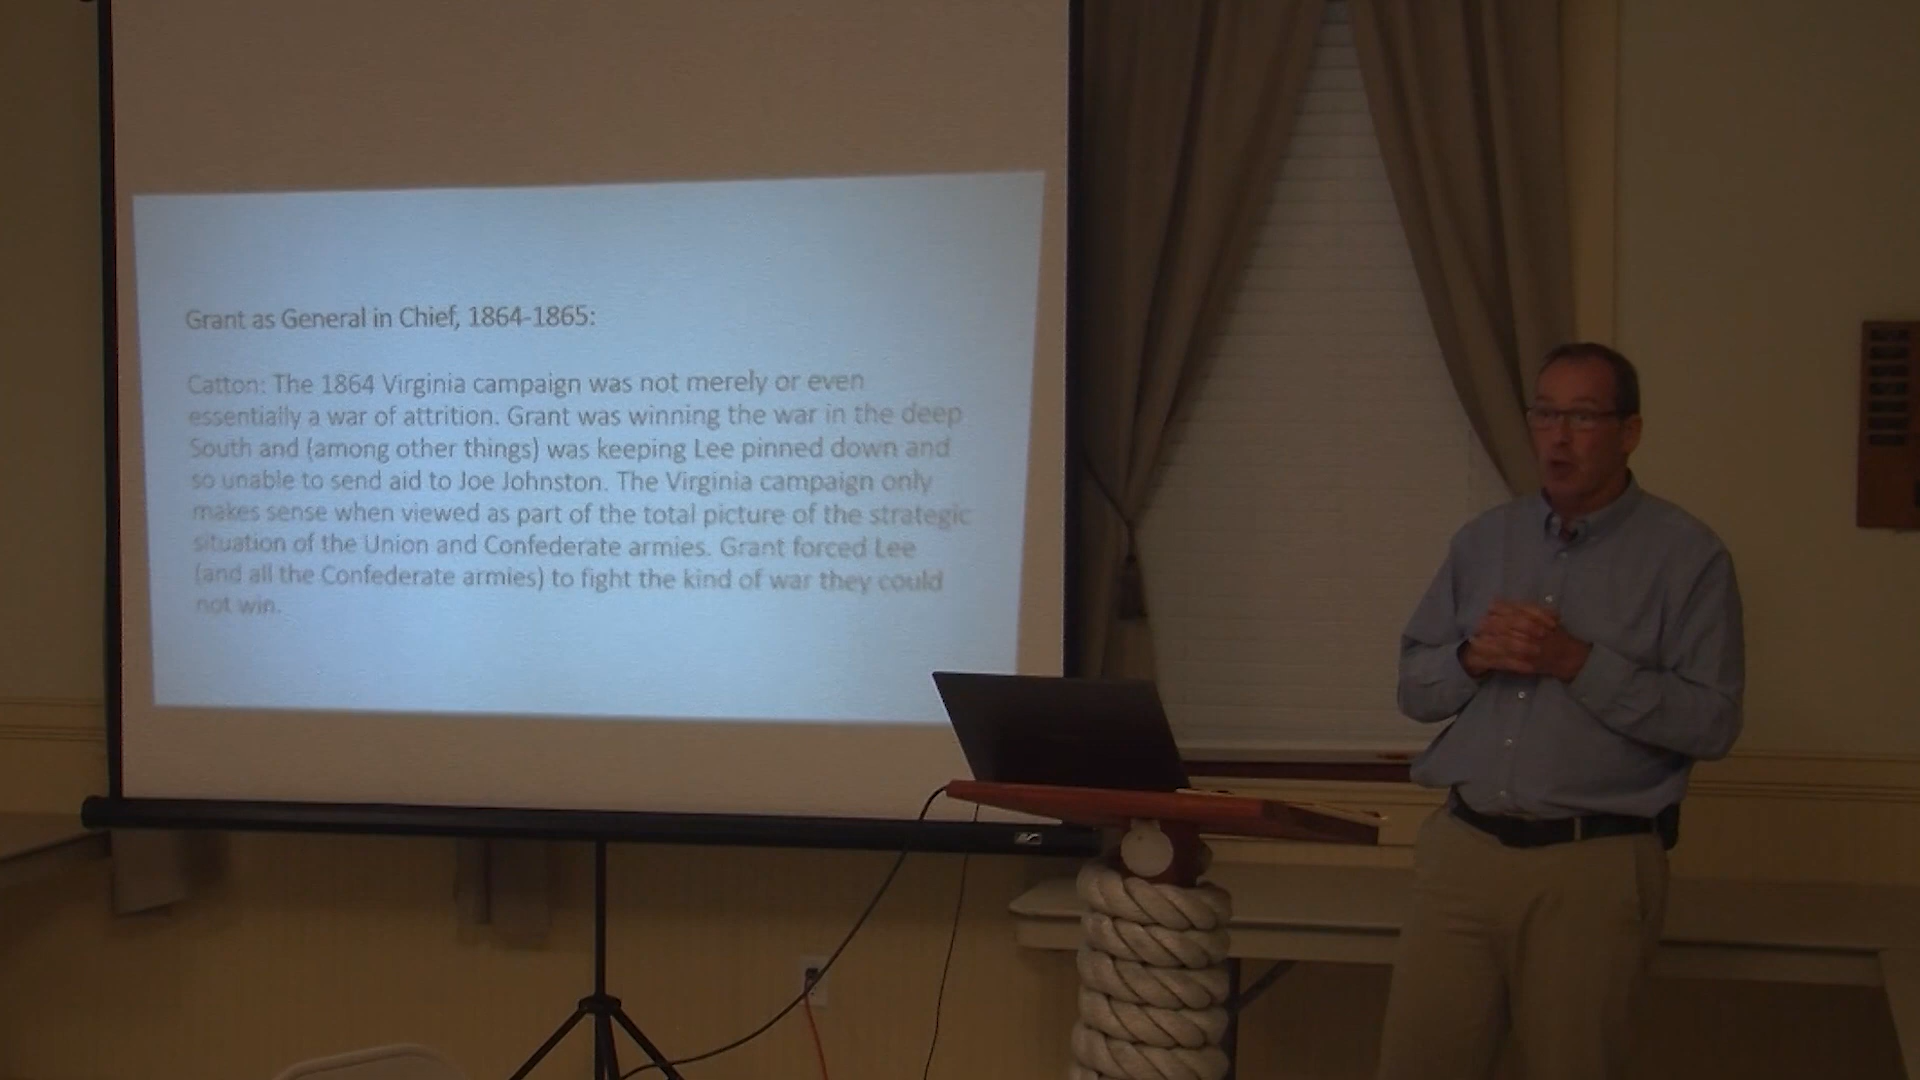 Grant as General in Chief, 1864-1865:
Catton: The 1864 Virginia campaign was not merely or even
essentially a war of attrition. Grant was winning the war in the deep
South and (among other things) was keeping Lee pinned down and
so unable to send aid to Joe Johnston. The Virginia campaign only
makes sense when viewed as part of the total picture of the strategic
situation of the Union and Confederate armies. Grant forced Lee
(and all the Confederate armies) to fight the kind of war they could
not win.